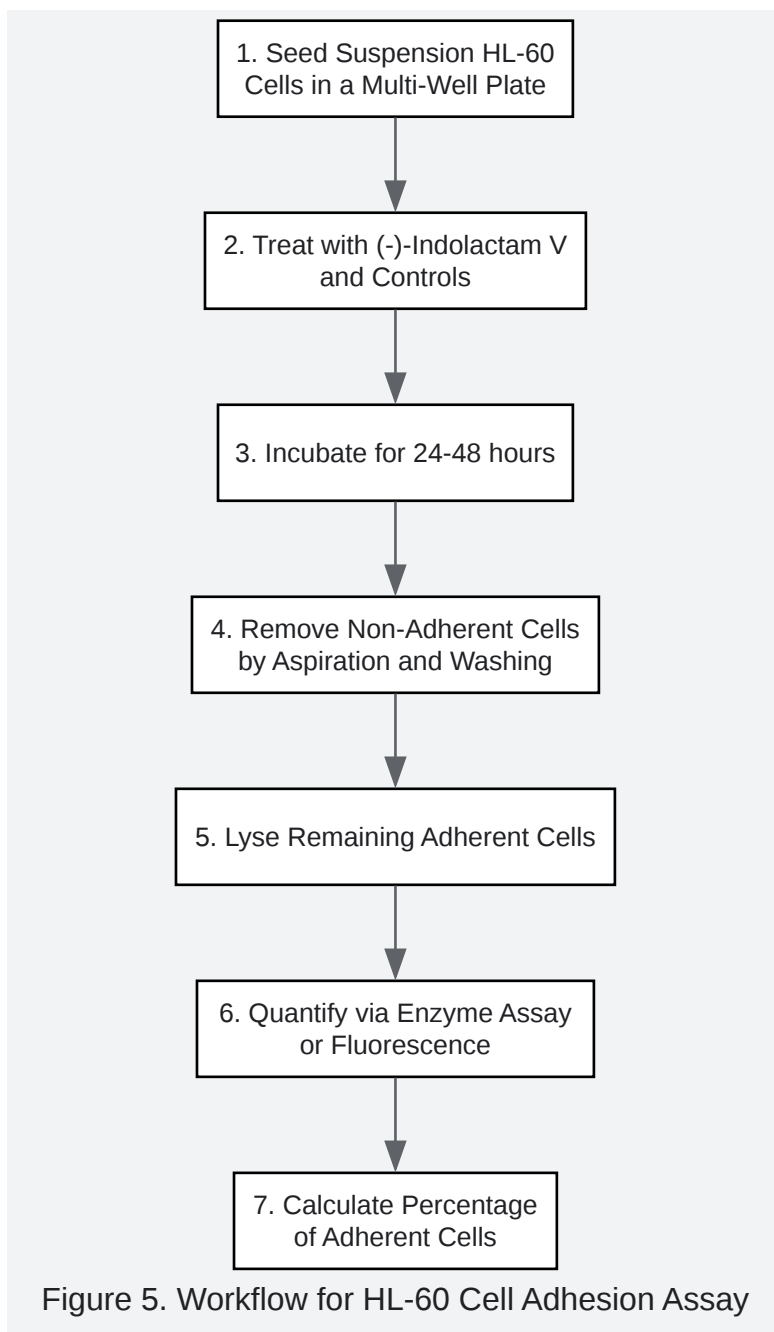 1. Seed Suspension HL-60
Cells in a Multi-Well Plate
2. Treat with (-)-Indolactam V
and Controls
3. Incubate for 24-48 hours
4. Remove Non-Adherent Cells
by Aspiration and Washing
5. Lyse Remaining Adherent Cells
6. Quantify via Enzyme Assay
or Fluorescence
7. Calculate Percentage
of Adherent Cells
Figure 5. Workflow for HL-60 Cell Adhesion Assay